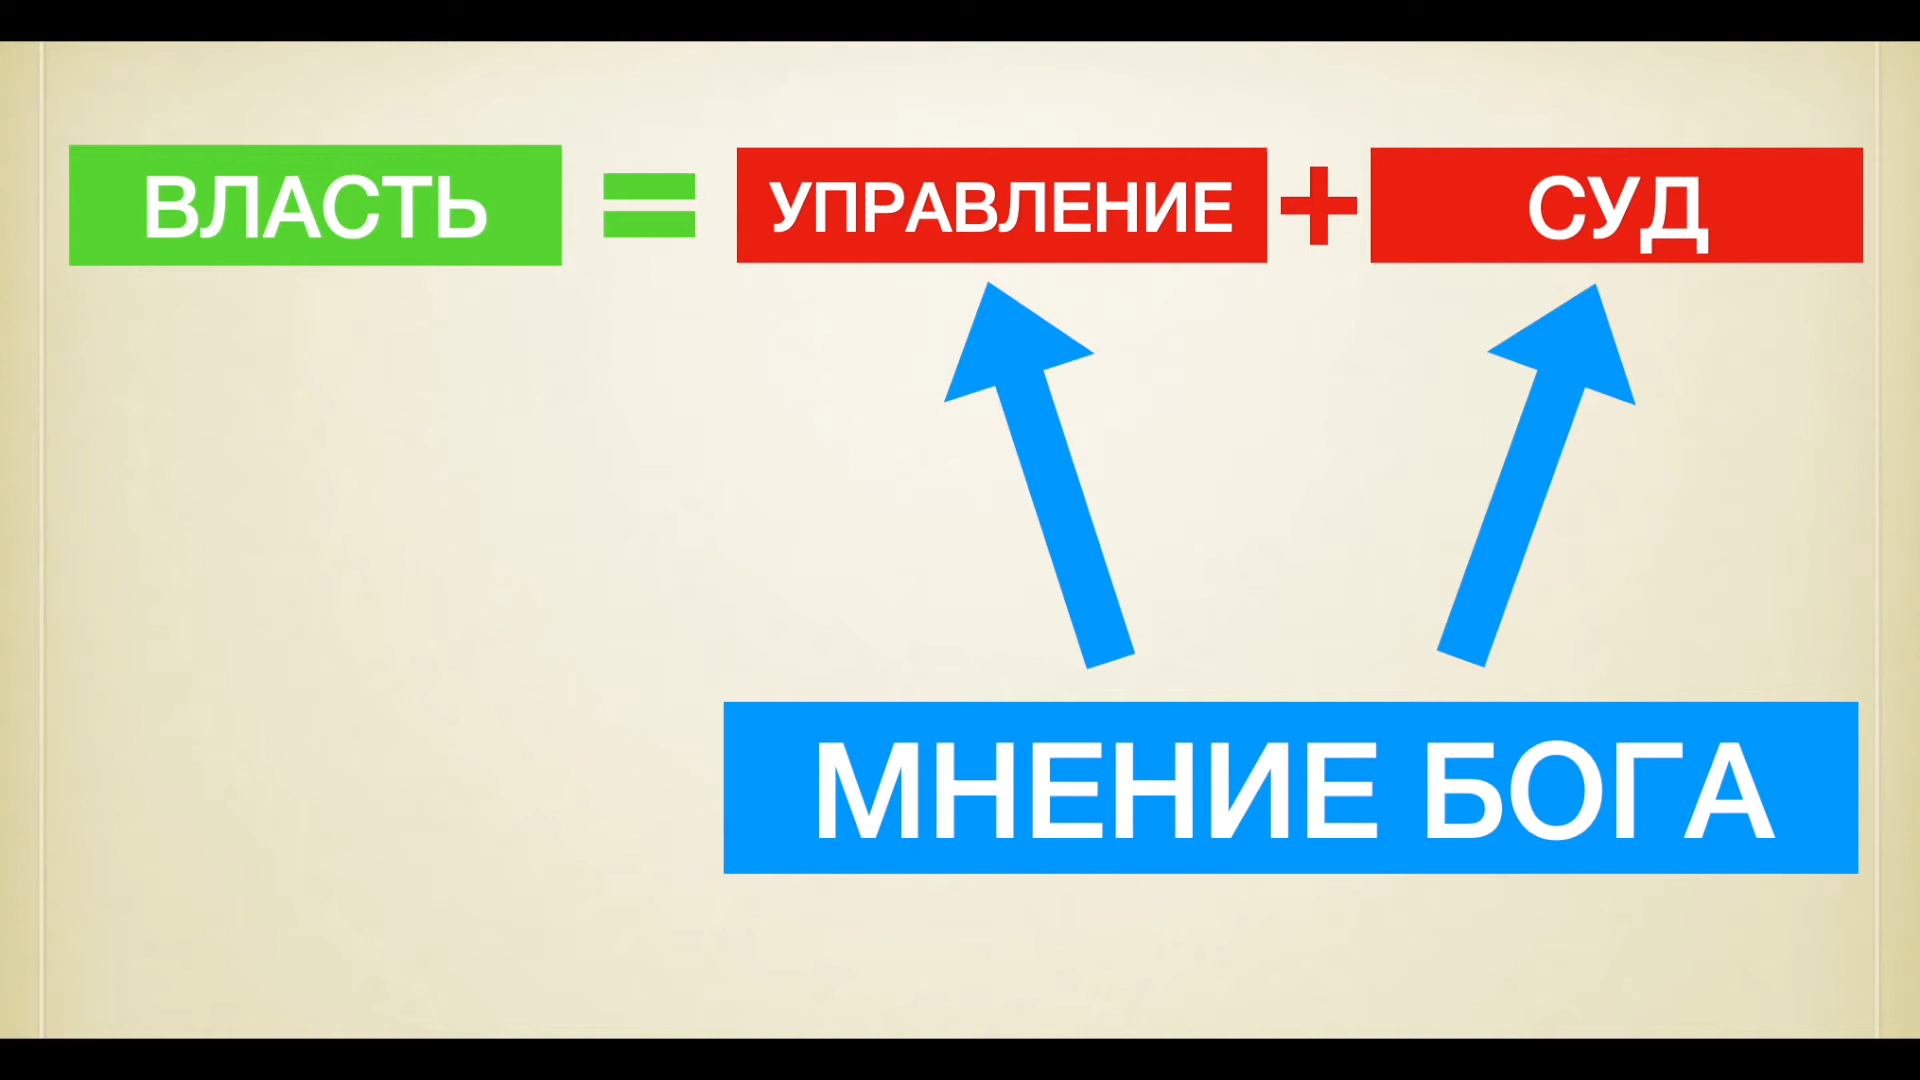 ВЛАСТЬ = УПРАВЛЕНИЕ + СУД
МНЕНИЕ БОГА